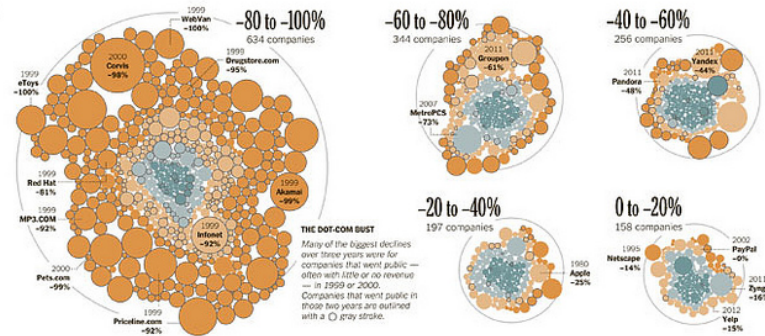 −80 to −100%
634 companies
1999
WebVan
−100%
2000
Corvis
−98%
1999
Drugstore.com
−95%
1999
eToys
−100%
1999
Red Hat
−81%
1999
MP3.COM
−92%
2000
Pets.com
−99%
1999
Priceline.com
−92%
1999
Infonet
−92%
1999
Akamai
−99%
THE DOT-COM BUST
Many of the biggest declines
over three years were for
companies that went public —
often with little or no revenue
— in 1999 or 2000.
Companies that went public in
those two years are outlined
with a gray stroke.
−60 to −80%
344 companies
2011
Groupon
−61%
2007
MetroPCS
−73%
−40 to −60%
256 companies
2011
Yandex
−44%
2011
Pandora
−48%
−20 to −40%
197 companies
1980
Apple
−25%
0 to −20%
158 companies
1995
Netscape
−14%
2002
PayPal
−0%
2011
Zyng
−16%
2012
Yelp
−15%